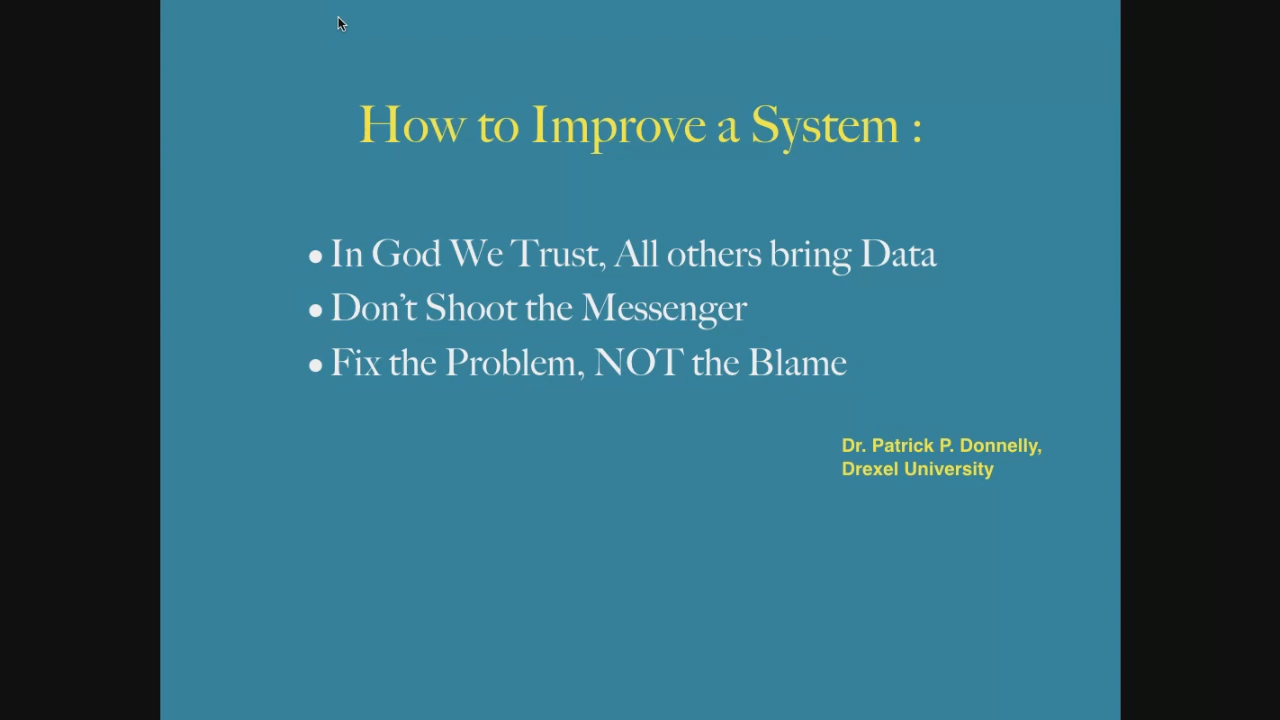 How to Improve a System :
• In God We Trust, All others bring Data
• Don’t Shoot the Messenger
• Fix the Problem, NOT the Blame
Dr. Patrick P. Donnelly,
Drexel University